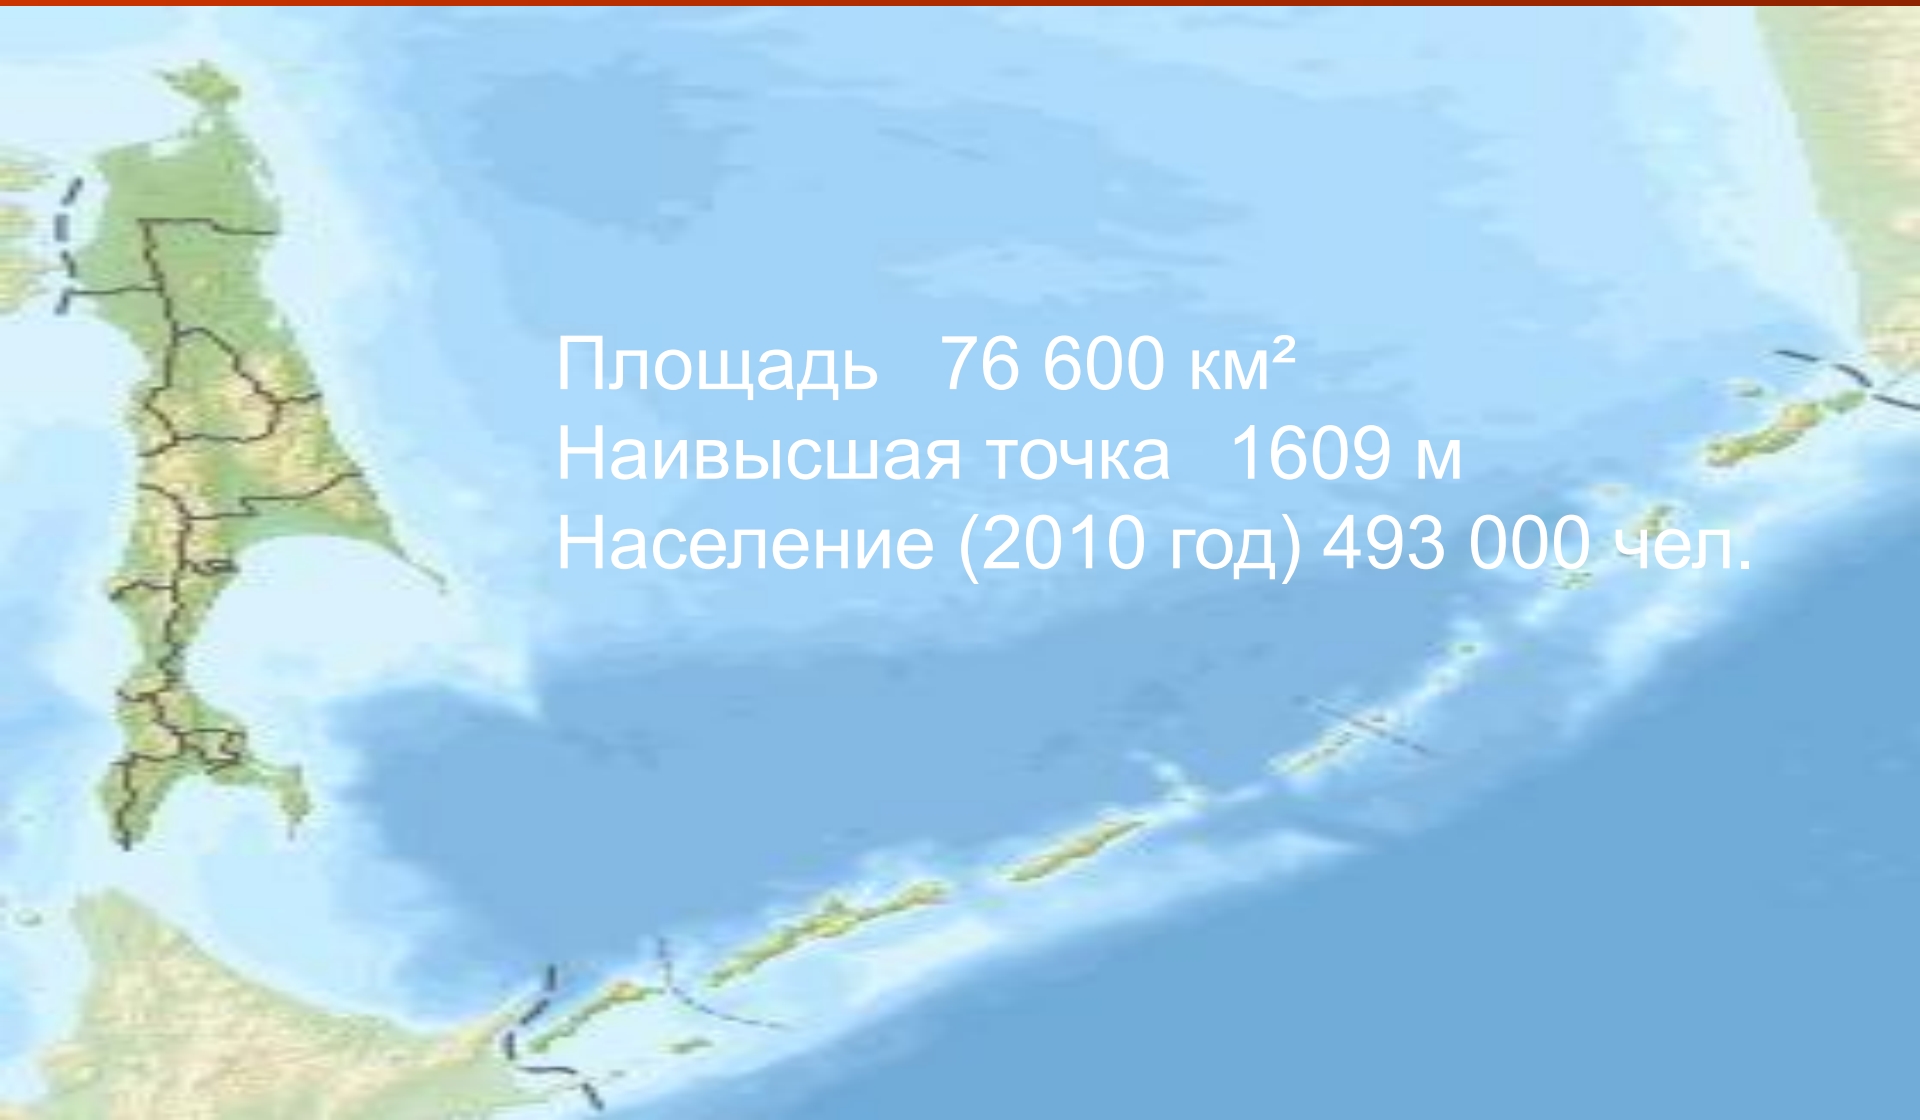 Площадь 76 600 км²
Наивысшая точка 1609 м
Население (2010 год) 493 000 чел.